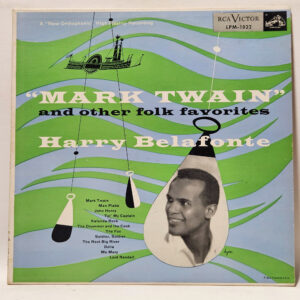 A "New Orthophonic" High Fidelity Recording
RCA VICTOR
LPM-1022
"MARK TWAIN"
and other folk favorites
Harry Belafonte
Mark Twain
Man Piaba
John Henry
Tol' My Captain
Kalenda Rock
The Drummer and the Cook
The Fox
Soldier, Soldier
The Next Big River
Delia
Mo Mary
Lord Randall